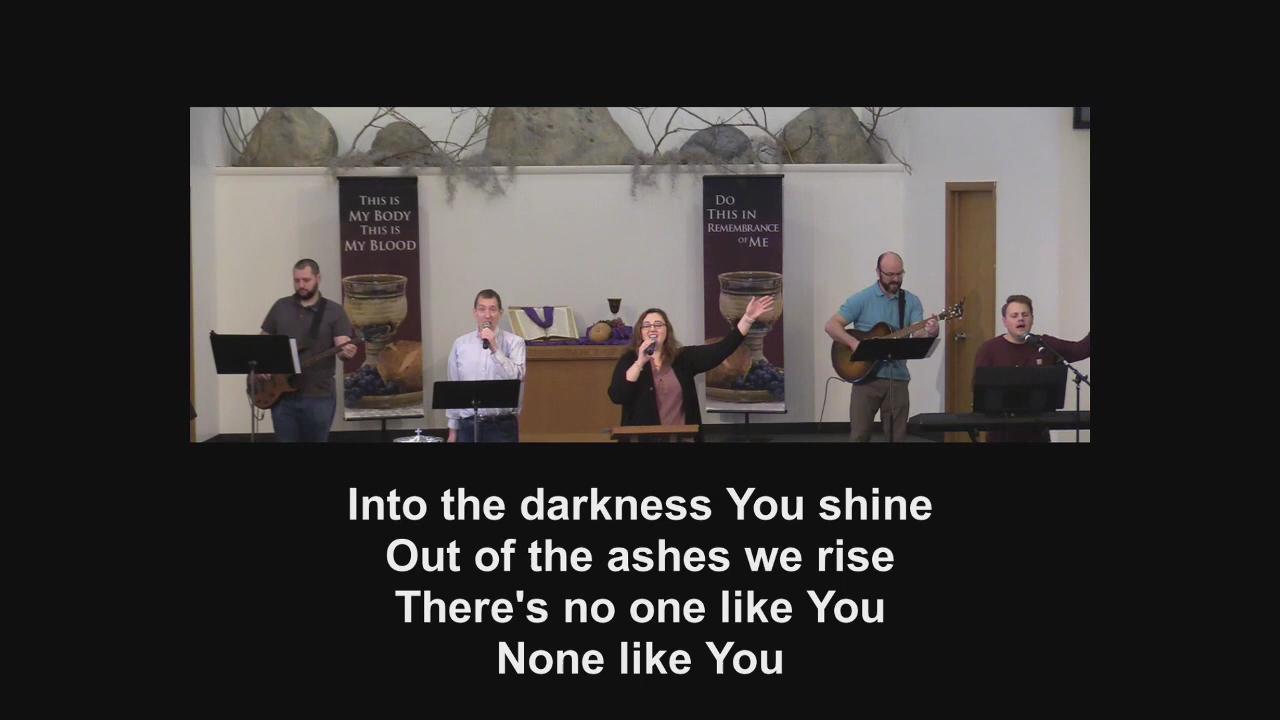 This is
My Body
This is
My Blood
Do
This in
Remembrance
of Me
Into the darkness You shine
Out of the ashes we rise
There's no one like You
None like You